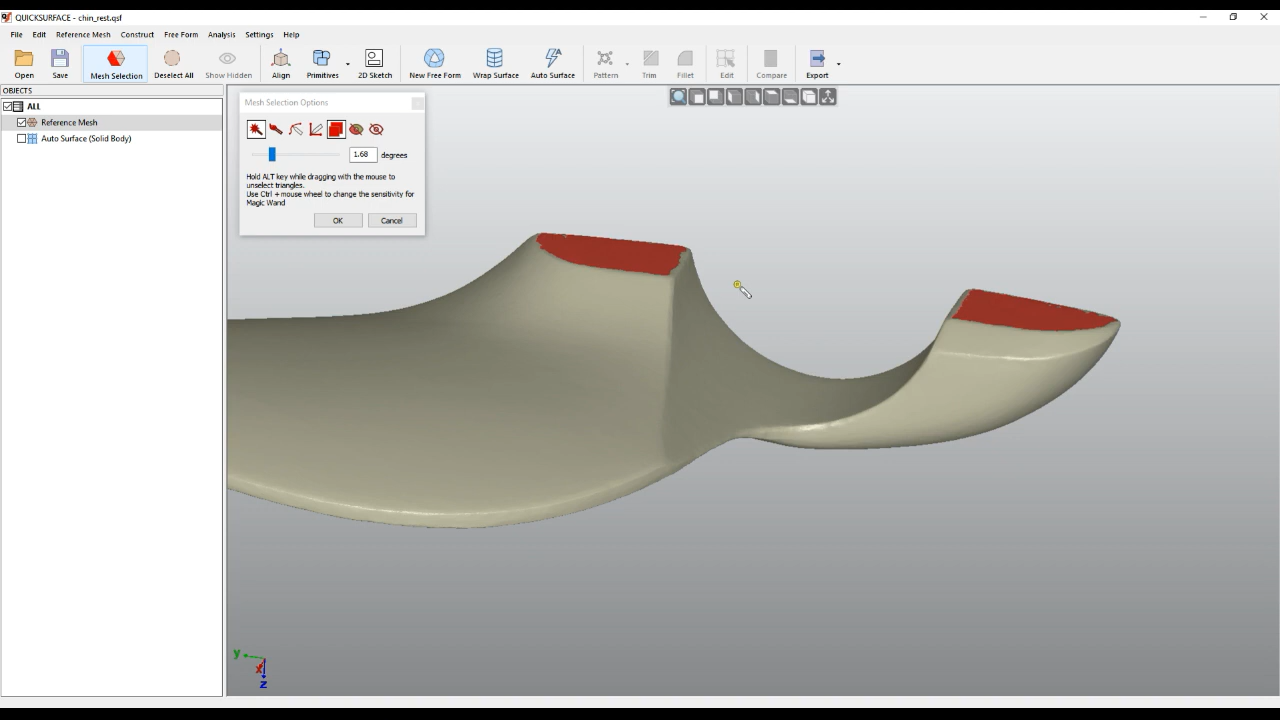 QUICKSURFACE - chin_rest.qsf
File Edit Reference Mesh Construct Free Form Analysis Settings Help
Open Save Mesh Selection Deselect All Show Hidden Align Primitives 2D Sketch New Free Form Wrap Surface Auto Surface Pattern Trim Fillet Edit Compare Export
OBJECTS
ALL
Reference Mesh
Auto Surface (Solid Body)
Mesh Selection Options
1.68 degrees
Hold ALT key while dragging with the mouse to
unselect triangles.
Use Ctrl + mouse wheel to change the sensitivity for
Magic Wand
OK Cancel
y
x
z